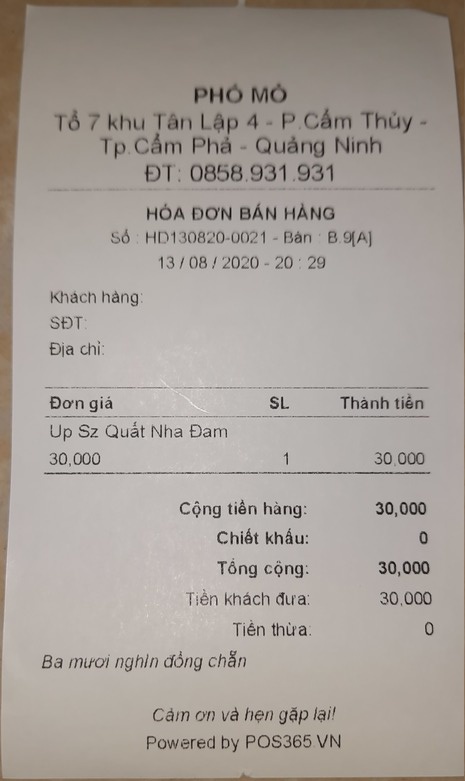 PHỐ MỎ
Tổ 7 khu Tân Lập 4 - P.Cẩm Thủy -
Tp.Cẩm Phả - Quảng Ninh
ĐT: 0858.931.931
HÓA ĐƠN BÁN HÀNG
Số : HD130820-0021 - Bàn : B.9[A]
13 / 08 / 2020 - 20 : 29
Khách hàng:
SĐT:
Địa chỉ:
Đơn giá SL Thành tiền
Up Sz Quất Nha Đam
30,000 1 30,000
Cộng tiền hàng: 30,000
Chiết khấu: 0
Tổng cộng: 30,000
Tiền khách đưa: 30,000
Tiền thừa: 0
Ba mươi nghìn đồng chẵn
Cảm ơn và hẹn gặp lại!
Powered by POS365.VN